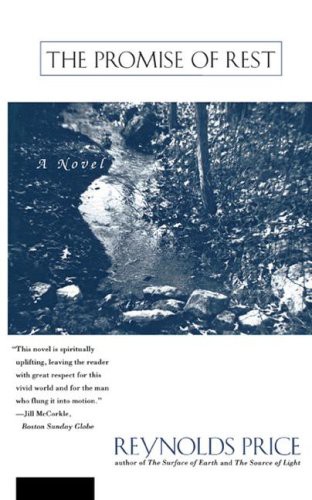 THE PROMISE OF REST
A Novel
"This novel is spiritually
uplifting, leaving the reader
with great respect for this
vivid world and for the man
who flung it into motion."
—Jill McCorkle,
Boston Sunday Globe
REYNOLDS PRICE
author of The Surface of Earth and The Source of Light